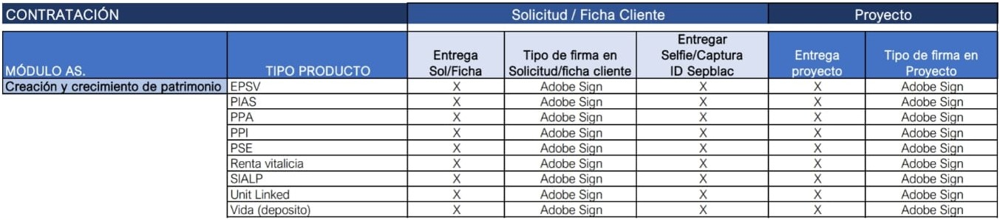 CONTRATACIÓN Solicitud / Ficha Cliente Proyecto
MÓDULO AS. TIPO PRODUCTO Entrega Sol/Ficha Tipo de firma en Solicitud/ficha cliente Entregar Selfie/Captura ID Sepblac Entrega proyecto Tipo de firma en Proyecto
Creación y crecimiento de patrimonio EPSV X Adobe Sign X X Adobe Sign
PIAS X Adobe Sign X X Adobe Sign
PPA X Adobe Sign X X Adobe Sign
PPI X Adobe Sign X X Adobe Sign
PSE X Adobe Sign X X Adobe Sign
Renta vitalicia X Adobe Sign X X Adobe Sign
SIALP X Adobe Sign X X Adobe Sign
Unit Linked X Adobe Sign X X Adobe Sign
Vida (deposito) X Adobe Sign X X Adobe Sign